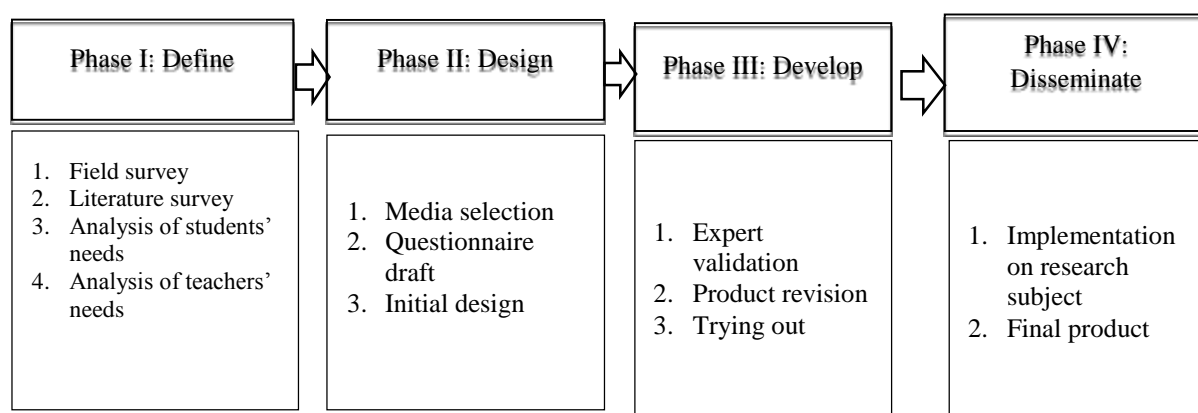 Phase I: Define
1. Field survey
2. Literature survey
3. Analysis of students’
needs
4. Analysis of teachers’
needs
Phase II: Design
1. Media selection
2. Questionnaire
draft
3. Initial design
Phase III: Develop
1. Expert
validation
2. Product revision
3. Trying out
Phase IV:
Disseminate
1. Implementation
on research
subject
2. Final product